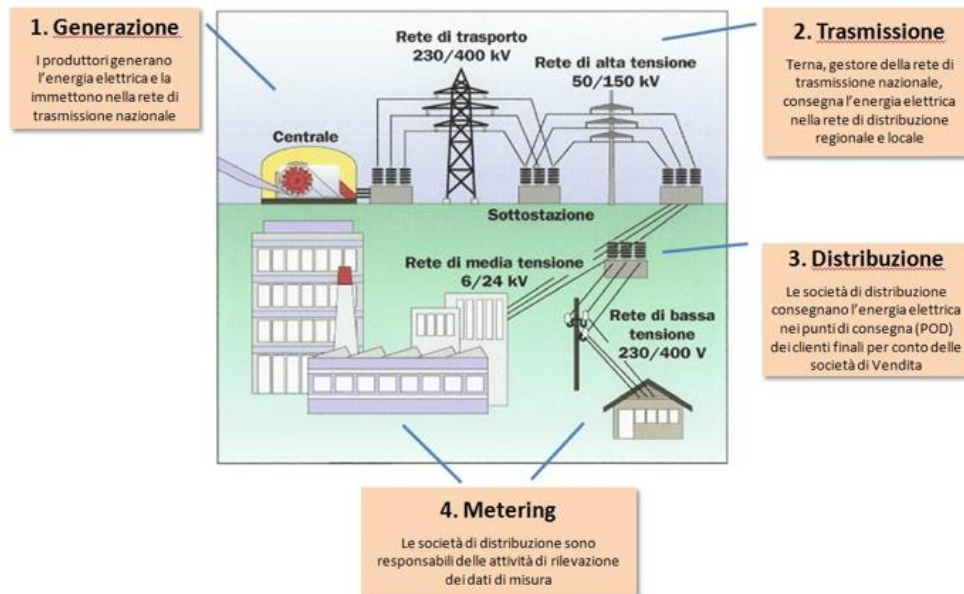 1. Generazione
I produttori generano
l’energia elettrica e la
immettono nella rete di
trasmissione nazionale
Rete di trasporto
230/400 kV
Rete di alta tensione
50/150 kV
2. Trasmissione
Terna, gestore della rete di
trasmissione nazionale,
consegna l’energia elettrica
nella rete di distribuzione
regionale e locale
Centrale
Sottostazione
Rete di media tensione
6/24 kV
Rete di bassa
tensione
230/400 V
3. Distribuzione
Le società di distribuzione
consegnano l’energia elettrica
nei punti di consegna (POD)
dei clienti finali per conto delle
società di Vendita
4. Metering
Le società di distribuzione sono
responsabili delle attività di rilevazione
dei dati di misura